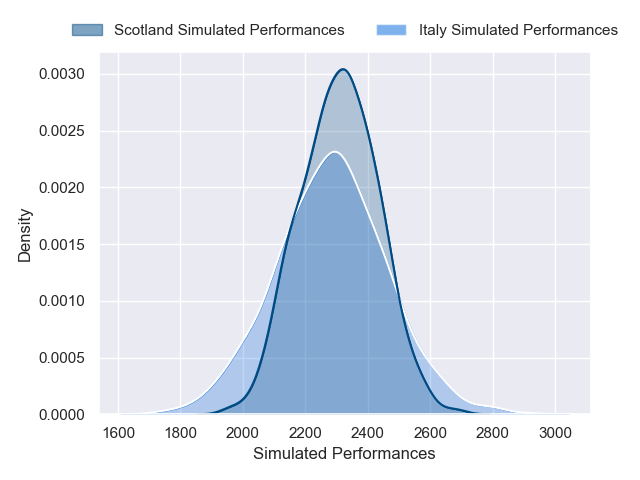 Scotland Simulated Performances Italy Simulated Performances
0.0030
0.0025
0.0020
0.0015
0.0010
0.0005
0.0000
Density
1600 1800 2000 2200 2400 2600 2800 3000
Simulated Performances